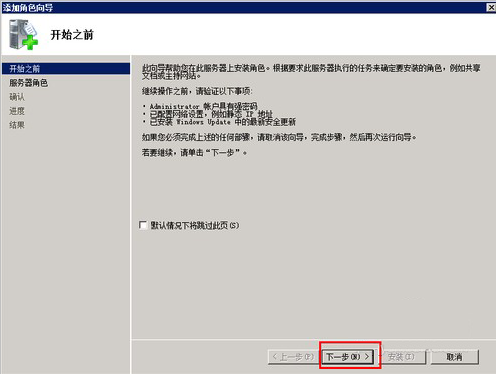 添加角色向导
开始之前
开始之前
服务器角色
确认
进度
结果
此向导帮助您在此服务器上安装角色。根据要求此服务器执行的任务来确定要安装的角色，例如共享
文档或主持网站。
继续操作之前，请验证以下事项:
· Administrator 帐户具有强密码
· 已配置网络设置，例如静态 IP 地址
· 已安装 Windows Update 中的最新安全更新
如果您必须完成上述的任何步骤，请取消该向导，完成步骤，然后再次运行向导。
若要继续，请单击“下一步”。
默认情况下将跳过此页(S)
< 上一步(P)
下一步(N) >
安装(I)
取消